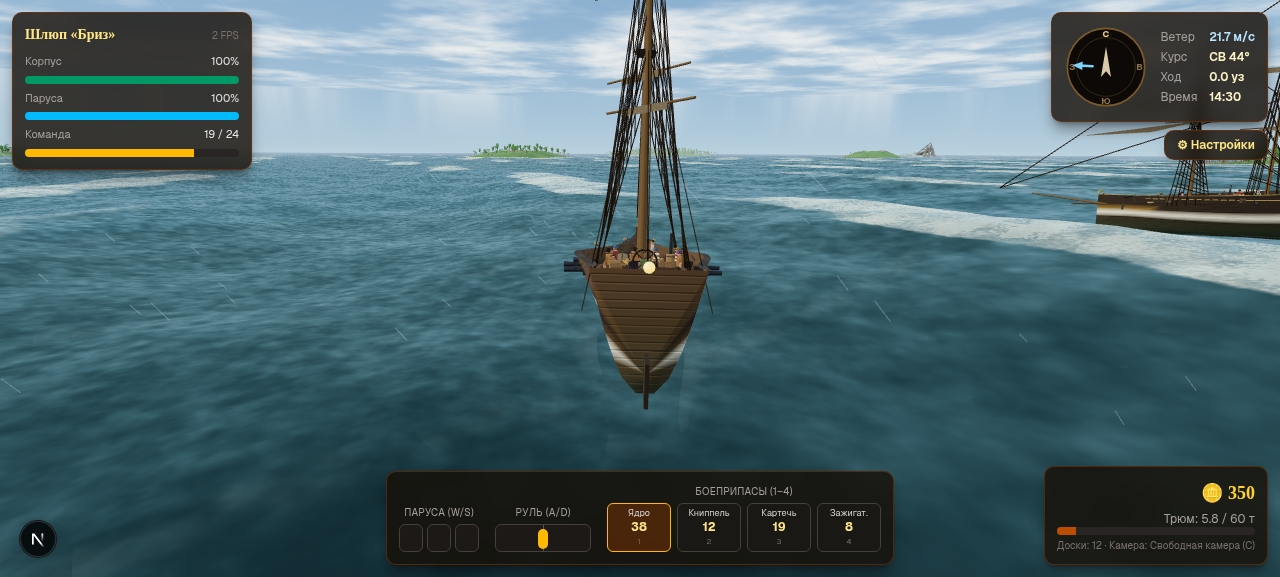 Шлюп «Бриз» 2 FPS
Корпус 100%
Паруса 100%
Команда 19 / 24
С
З В
Ю
Ветер 21.7 м/с
Курс СВ 44°
Ход 0.0 уз
Время 14:30
⚙ Настройки
БОЕПРИПАСЫ (1–4)
ПАРУСА (W/S) РУЛЬ (A/D)
Ядро Книппель Картечь Зажигат.
38 12 19 8
1 2 3 4
350
Трюм: 5.8 / 60 т
Доски: 12 · Камера: Свободная камера (C)
N